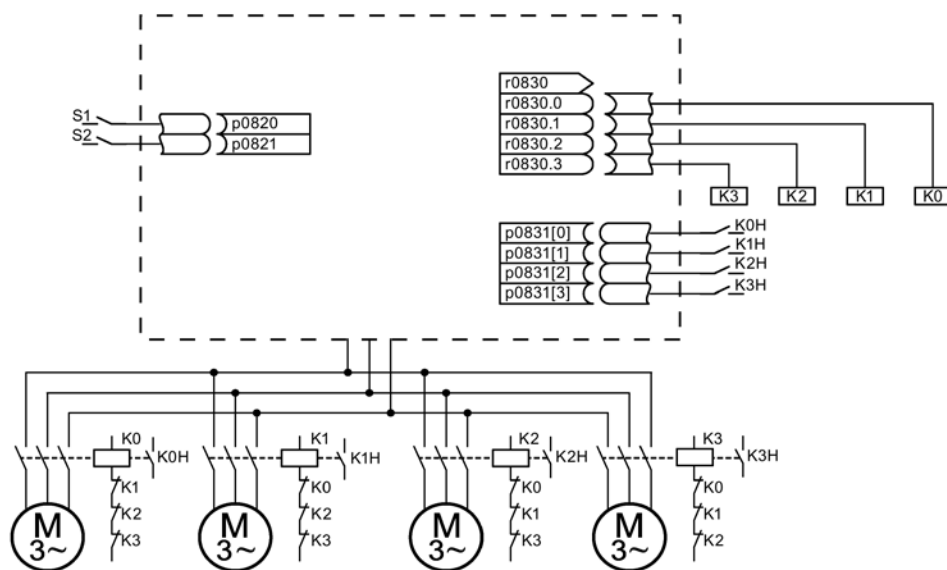 r0830
r0830.0
S1 p0820 r0830.1
S2 p0821 r0830.2
r0830.3
K3 K2 K1 K0
p0831[0] K0H
p0831[1] K1H
p0831[2] K2H
p0831[3] K3H
K0 K1 K2 K3
K0H K1H K2H K3H
K1 K0 K0 K0
K2 K2 K1 K1
K3 K3 K3 K2
M M M M
3~ 3~ 3~ 3~